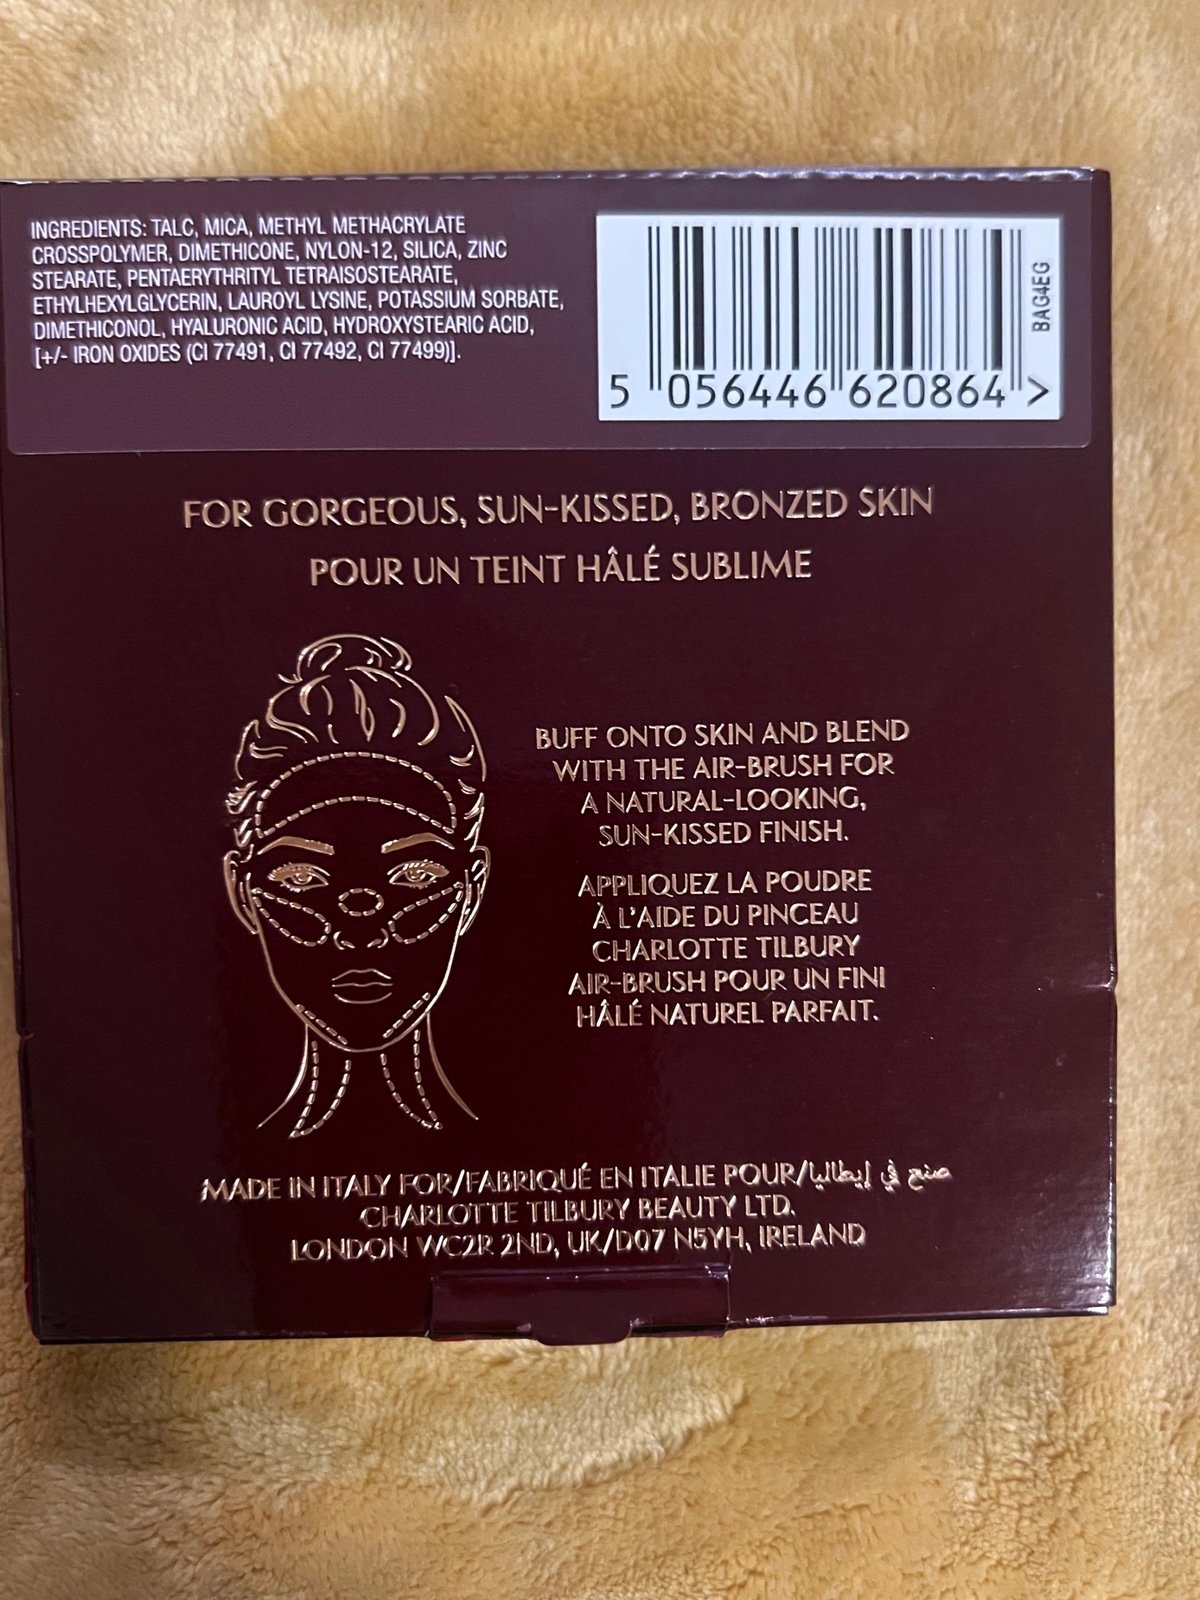 INGREDIENTS: TALC, MICA, METHYL METHACRYLATE
CROSSPOLYMER, DIMETHICONE, NYLON-12, SILICA, ZINC
STEARATE, PENTAERYTHRITYL TETRAISOSTEARATE,
ETHYLHEXYLGLYCERIN, LAUROYL LYSINE, POTASSIUM SORBATE,
DIMETHICONOL, HYALURONIC ACID, HYDROXYSTEARIC ACID,
[+/- IRON OXIDES (CI 77491, CI 77492, CI 77499)].
BAG4EG
5 056446 620864 >
FOR GORGEOUS, SUN-KISSED, BRONZED SKIN
POUR UN TEINT HÂLÉ SUBLIME
BUFF ONTO SKIN AND BLEND
WITH THE AIR-BRUSH FOR
A NATURAL-LOOKING,
SUN-KISSED FINISH.
APPLIQUEZ LA POUDRE
À L'AIDE DU PINCEAU
CHARLOTTE TILBURY
AIR-BRUSH POUR UN FINI
HÂLÉ NATUREL PARFAIT.
MADE IN ITALY FOR/FABRIQUÉ EN ITALIE POUR/صنع في إيطاليا
CHARLOTTE TILBURY BEAUTY LTD.
LONDON WC2R 2ND, UK/D07 N5YH, IRELAND